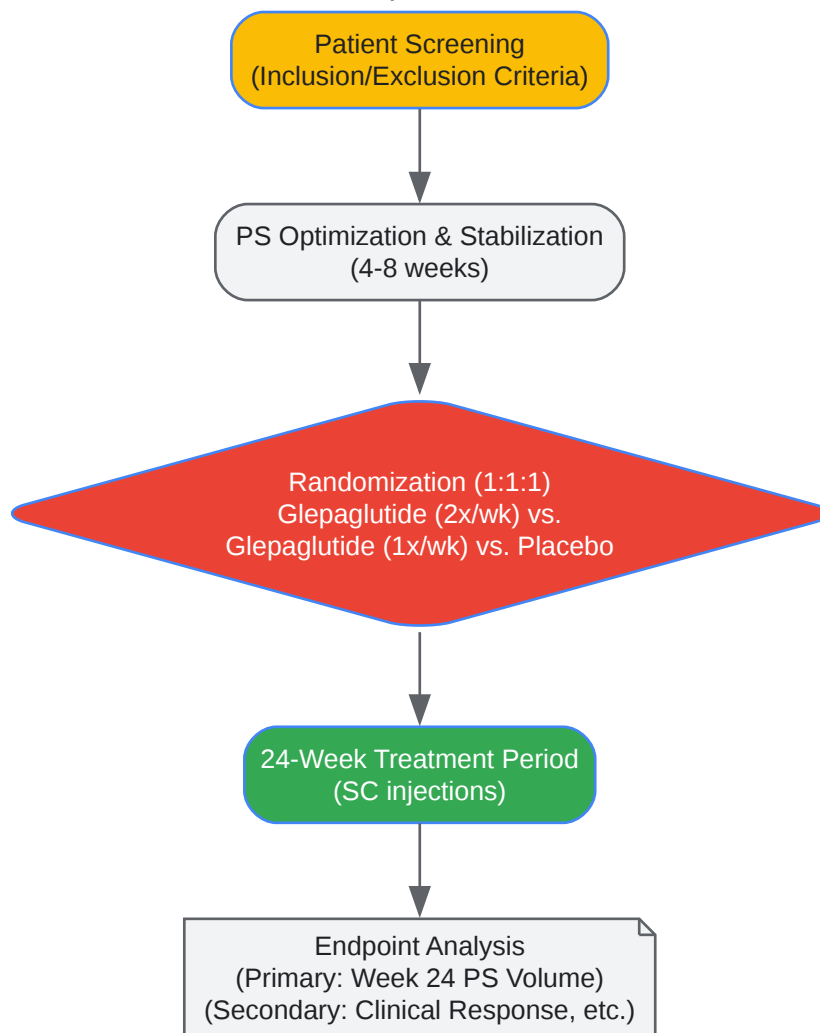 Patient Screening
(Inclusion/Exclusion Criteria)
PS Optimization & Stabilization
(4-8 weeks)
Randomization (1:1:1)
Glepaglutide (2x/wk) vs.
Glepaglutide (1x/wk) vs. Placebo
24-Week Treatment Period
(SC injections)
Endpoint Analysis
(Primary: Week 24 PS Volume)
(Secondary: Clinical Response, etc.)